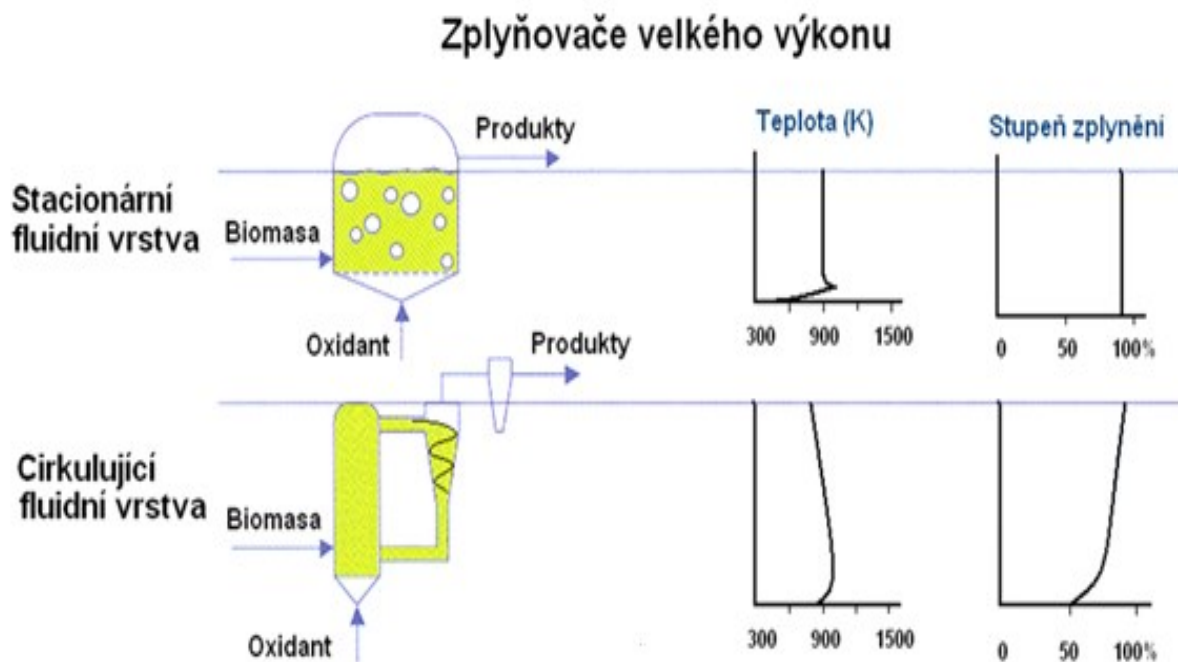 Zplyňovače velkého výkonu
Produkty
Teplota (K)
Stupeň zplynění
Stacionární
fluidní vrstva
Biomasa
Oxidant
300 900 1500
0 50 100%
Produkty
Cirkulující
fluidní vrstva
Biomasa
Oxidant
300 900 1500
0 50 100%